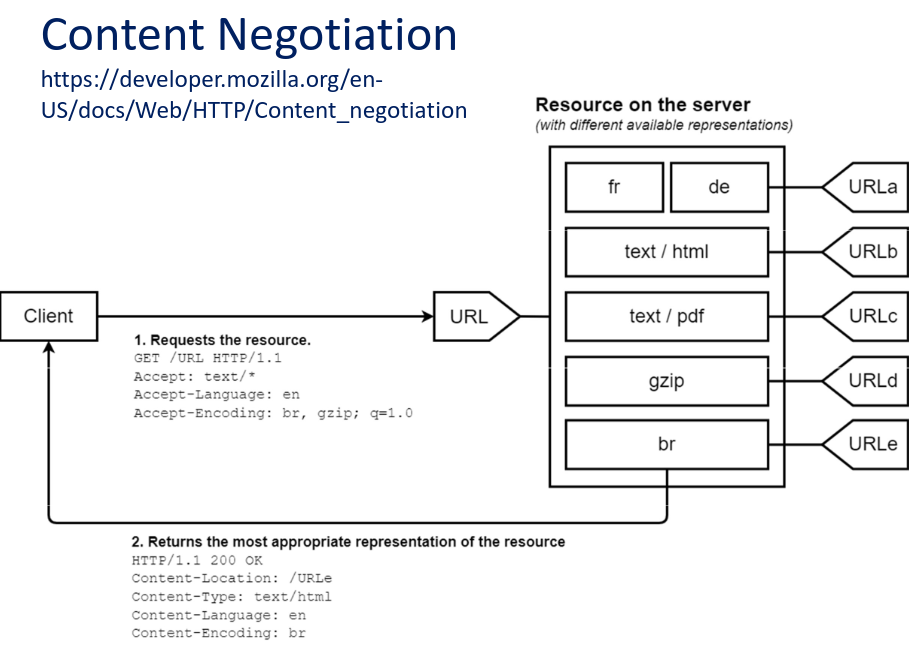 Content Negotiation
https://developer.mozilla.org/en-
US/docs/Web/HTTP/Content_negotiation
Resource on the server
(with different available representations)
fr
de
URLa
text / html
URLb
Client
URL
text / pdf
URLc
1. Requests the resource.
GET /URL HTTP/1.1
Accept: text/*
Accept-Language: en
Accept-Encoding: br, gzip; q=1.0
gzip
URLd
br
URLe
2. Returns the most appropriate representation of the resource
HTTP/1.1 200 OK
Content-Location: /URLe
Content-Type: text/html
Content-Language: en
Content-Encoding: br